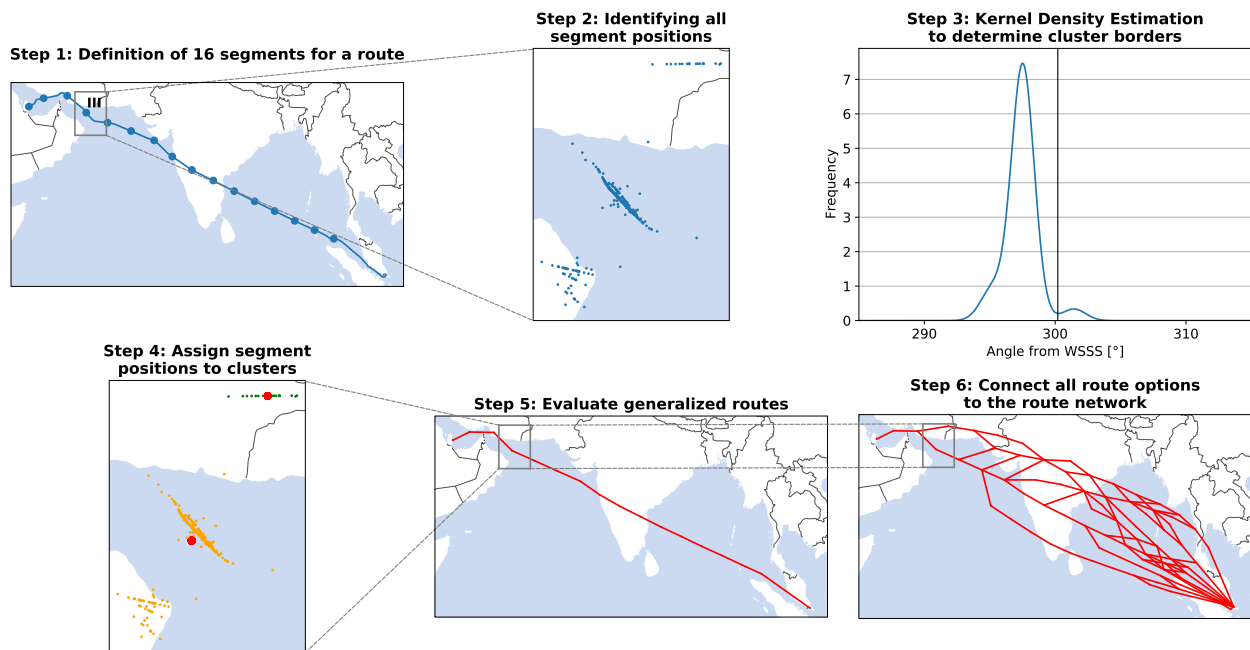 Step 1: Definition of 16 segments for a route
III
Step 2: Identifying all
segment positions
Step 3: Kernel Density Estimation
to determine cluster borders
7
6
5
4
3
2
1
0
Frequency
290
300
310
Angle from WSSS [°]
Step 4: Assign segment
positions to clusters
Step 5: Evaluate generalized routes
Step 6: Connect all route options
to the route network